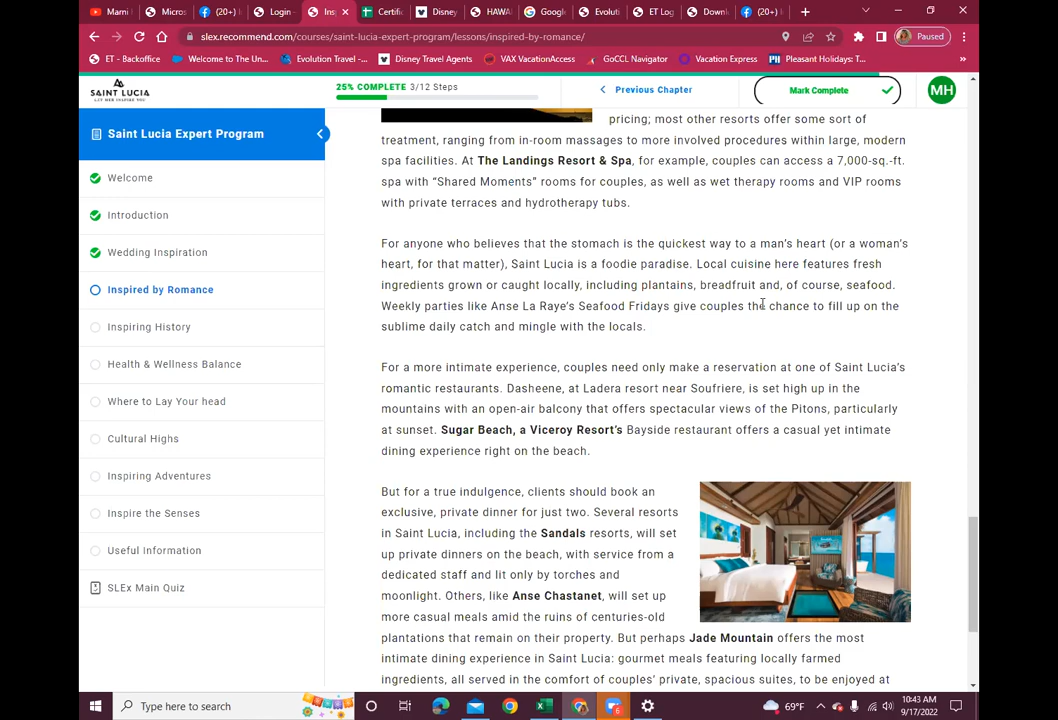 Marni
Micros
(20+)
Login -
Ins
Certific
Disney
HAWAI
Google
Evoluti
ET Log
Downl
(20+)
slex.recommend.com/courses/saint-lucia-expert-program/lessons/inspired-by-romance/
Paused
ET - Backoffice
Welcome to The Un...
Evolution Travel -...
Disney Travel Agents
VAX VacationAccess
GoCCL Navigator
Vacation Express
Pleasant Holidays: T...
SAINT LUCIA
LET HER INSPIRE YOU
25% COMPLETE 3/12 Steps
Previous Chapter
Mark Complete
MH
Saint Lucia Expert Program
Welcome
Introduction
Wedding Inspiration
Inspired by Romance
Inspiring History
Health & Wellness Balance
Where to Lay Your head
Cultural Highs
Inspiring Adventures
Inspire the Senses
Useful Information
SLEx Main Quiz
pricing; most other resorts offer some sort of
treatment, ranging from in-room massages to more involved procedures within large, modern
spa facilities. At The Landings Resort & Spa, for example, couples can access a 7,000-sq.-ft.
spa with “Shared Moments” rooms for couples, as well as wet therapy rooms and VIP rooms
with private terraces and hydrotherapy tubs.
For anyone who believes that the stomach is the quickest way to a man’s heart (or a woman’s
heart, for that matter), Saint Lucia is a foodie paradise. Local cuisine here features fresh
ingredients grown or caught locally, including plantains, breadfruit and, of course, seafood.
Weekly parties like Anse La Raye’s Seafood Fridays give couples the chance to fill up on the
sublime daily catch and mingle with the locals.
For a more intimate experience, couples need only make a reservation at one of Saint Lucia’s
romantic restaurants. Dasheene, at Ladera resort near Soufriere, is set high up in the
mountains with an open-air balcony that offers spectacular views of the Pitons, particularly
at sunset. Sugar Beach, a Viceroy Resort’s Bayside restaurant offers a casual yet intimate
dining experience right on the beach.
But for a true indulgence, clients should book an
exclusive, private dinner for just two. Several resorts
in Saint Lucia, including the Sandals resorts, will set
up private dinners on the beach, with service from a
dedicated staff and lit only by torches and
moonlight. Others, like Anse Chastanet, will set up
more casual meals amid the ruins of centuries-old
plantations that remain on their property. But perhaps Jade Mountain offers the most
intimate dining experience in Saint Lucia: gourmet meals featuring locally farmed
ingredients, all served in the comfort of couples’ private, spacious suites, to be enjoyed at
Type here to search
69°F
10:43 AM
9/17/2022